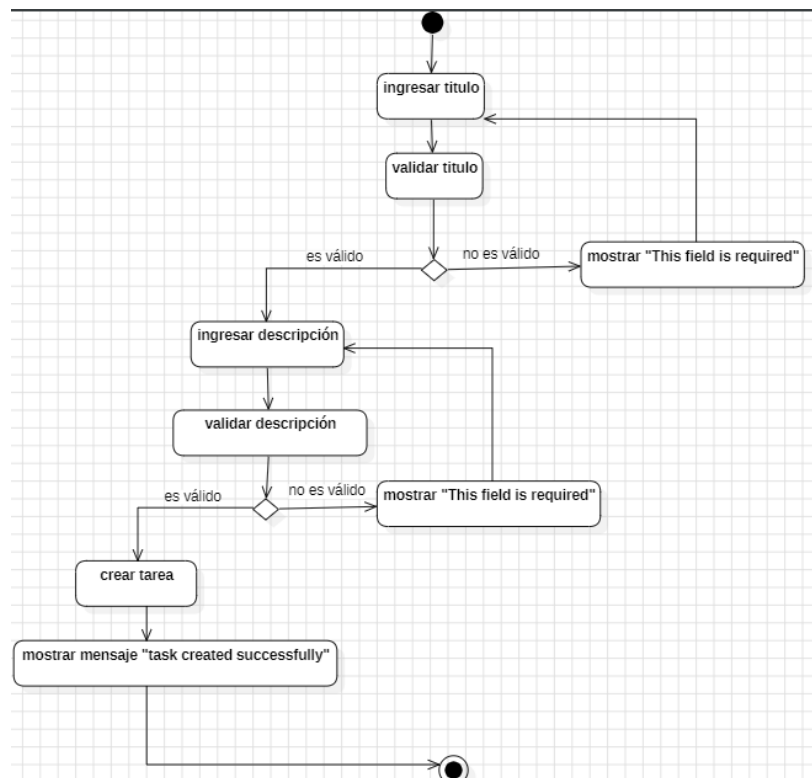 ingresar titulo
validar titulo
es válido
no es válido
mostrar "This field is required"
ingresar descripción
validar descripción
es válido
no es válido
mostrar "This field is required"
crear tarea
mostrar mensaje "task created successfully"